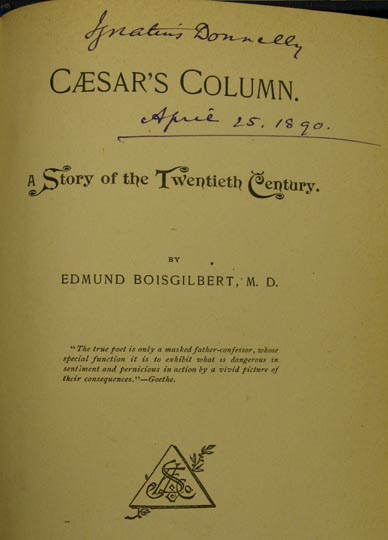 Ignatius Donnelly
CÆSAR'S COLUMN.
April 25. 1890.
A Story of the Twentieth Century.
BY
EDMUND BOISGILBERT, M. D.
"The true poet is only a masked father-confessor, whose
special function it is to exhibit what is dangerous in
sentiment and pernicious in action by a vivid picture of
their consequences."—Goethe.